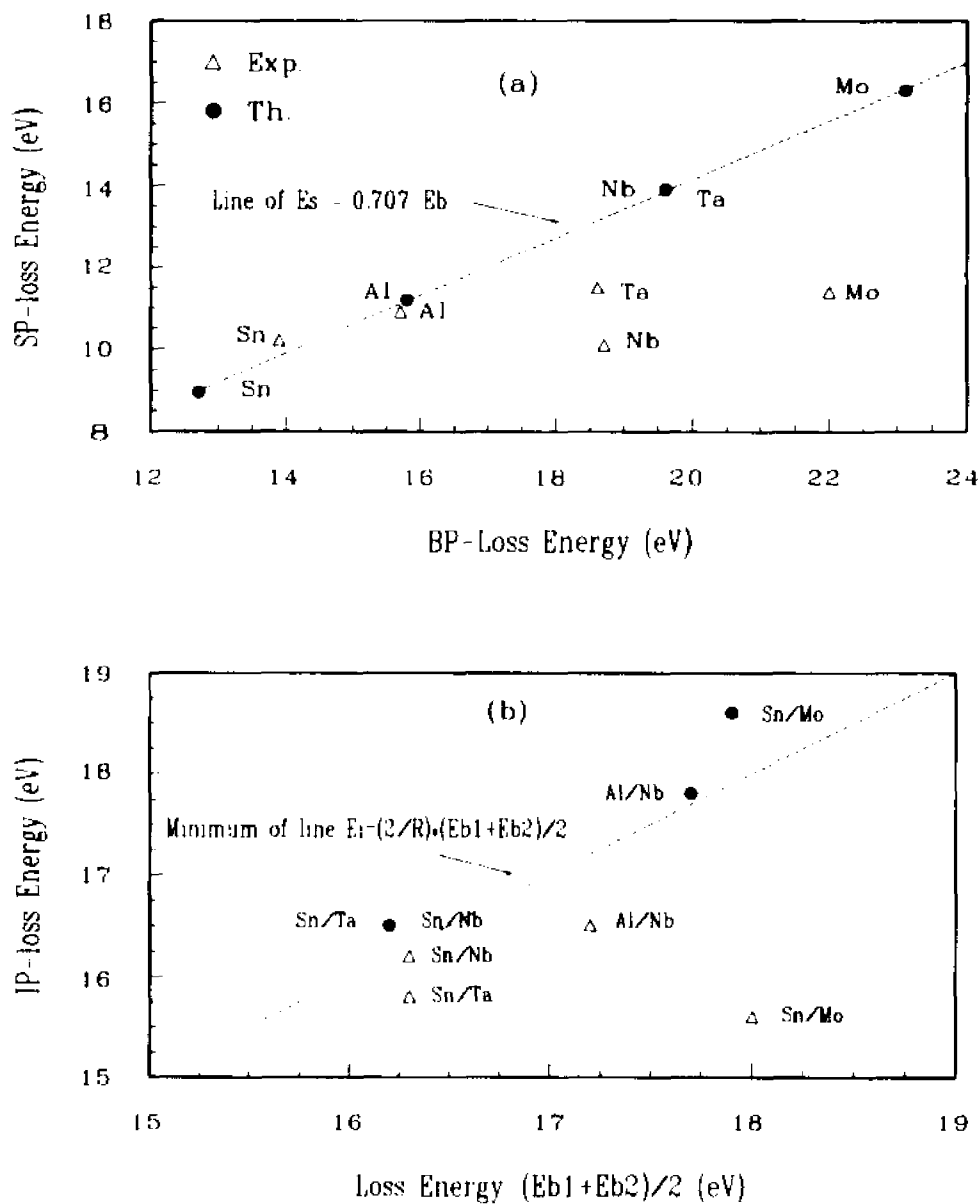 18
16
14
12
10
8
SP-loss Energy (eV)
△ Exp.
● Th.
(a)
Mo
Line of Es - 0.707 Eb
Nb
Ta
Al
Al
Ta
Mo
Sn
Nb
Sn
12 14 16 18 20 22 24
BP-Loss Energy (eV)
19
18
17
16
15
IP-loss Energy (eV)
(b)
Sn/Mo
Al/Nb
Minimum of line Ei-(2/R)*(Eb1+Eb2)/2
Sn/Ta Sn/Nb Al/Nb
Sn/Nb
Sn/Ta
Sn/Mo
15 16 17 18 19
Loss Energy (Eb1+Eb2)/2 (eV)